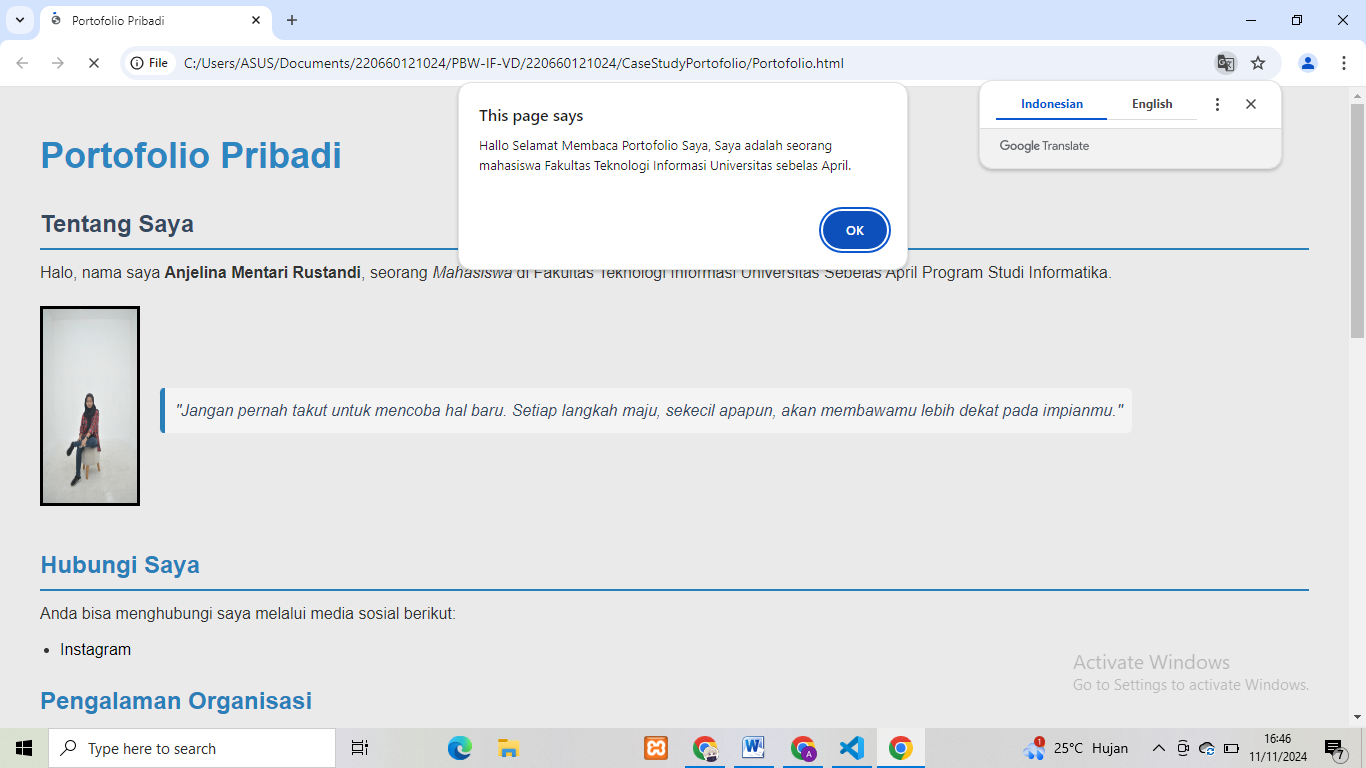 Portofolio Pribadi
File
C:/Users/ASUS/Documents/220660121024/PBW-IF-VD/220660121024/CaseStudyPortofolio/Portofolio.html
This page says
Hallo Selamat Membaca Portofolio Saya, Saya adalah seorang
mahasiswa Fakultas Teknologi Informasi Universitas sebelas April.
OK
Indonesian
English
Google Translate
Portofolio Pribadi
Tentang Saya
Halo, nama saya Anjelina Mentari Rustandi, seorang Mahasiswa di Fakultas Teknologi Informasi Universitas Sebelas April Program Studi Informatika.
"Jangan pernah takut untuk mencoba hal baru. Setiap langkah maju, sekecil apapun, akan membawamu lebih dekat pada impianmu."
Hubungi Saya
Anda bisa menghubungi saya melalui media sosial berikut:
Instagram
Pengalaman Organisasi
Activate Windows
Go to Settings to activate Windows.
Type here to search
W
A
1
25°C Hujan
16:46
11/11/2024
7